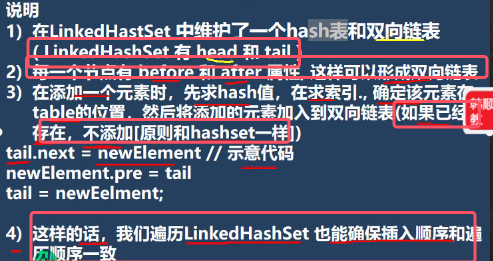 说明
1) 在LinkedHastSet 中维护了一个hash表和双向链表
( LinkedHashSet 有 head 和 tail )
2) 每一个节点有 before 和 after 属性, 这样可以形成双向链表
3) 在添加一个元素时，先求hash值，在求索引., 确定该元素在
table的位置，然后将添加的元素加入到双向链表(如果已经
存在，不添加[原则和hashset一样])
tail.next = newElement // 示意代码
newElement.pre = tail
tail = newEelment;
4) 这样的话，我们遍历LinkedHashSet 也能确保插入顺序和遍
历顺序一致